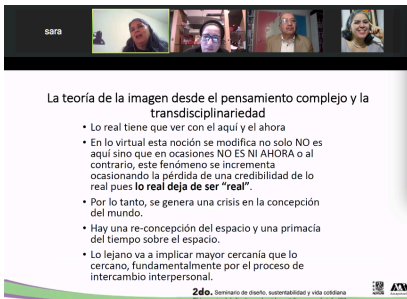 sara
La teoría de la imagen desde el pensamiento complejo y la
transdisciplinariedad
• Lo real tiene que ver con el aquí y el ahora
• En lo virtual esta noción se modifica no solo NO es
aquí sino que en ocasiones NO ES NI AHORA o al
contrario, este fenómeno se incrementa
ocasionando la pérdida de una credibilidad de lo
real pues lo real deja de ser “real”.
• Por lo tanto, se genera una crisis en la concepción
del mundo.
• Hay una re-concepción del espacio y una primacía
del tiempo sobre el espacio.
• Lo lejano va a implicar mayor cercanía que lo
cercano, fundamentalmente por el proceso de
intercambio interpersonal.
2do. Seminario de diseño, sustentabilidad y vida cotidiana